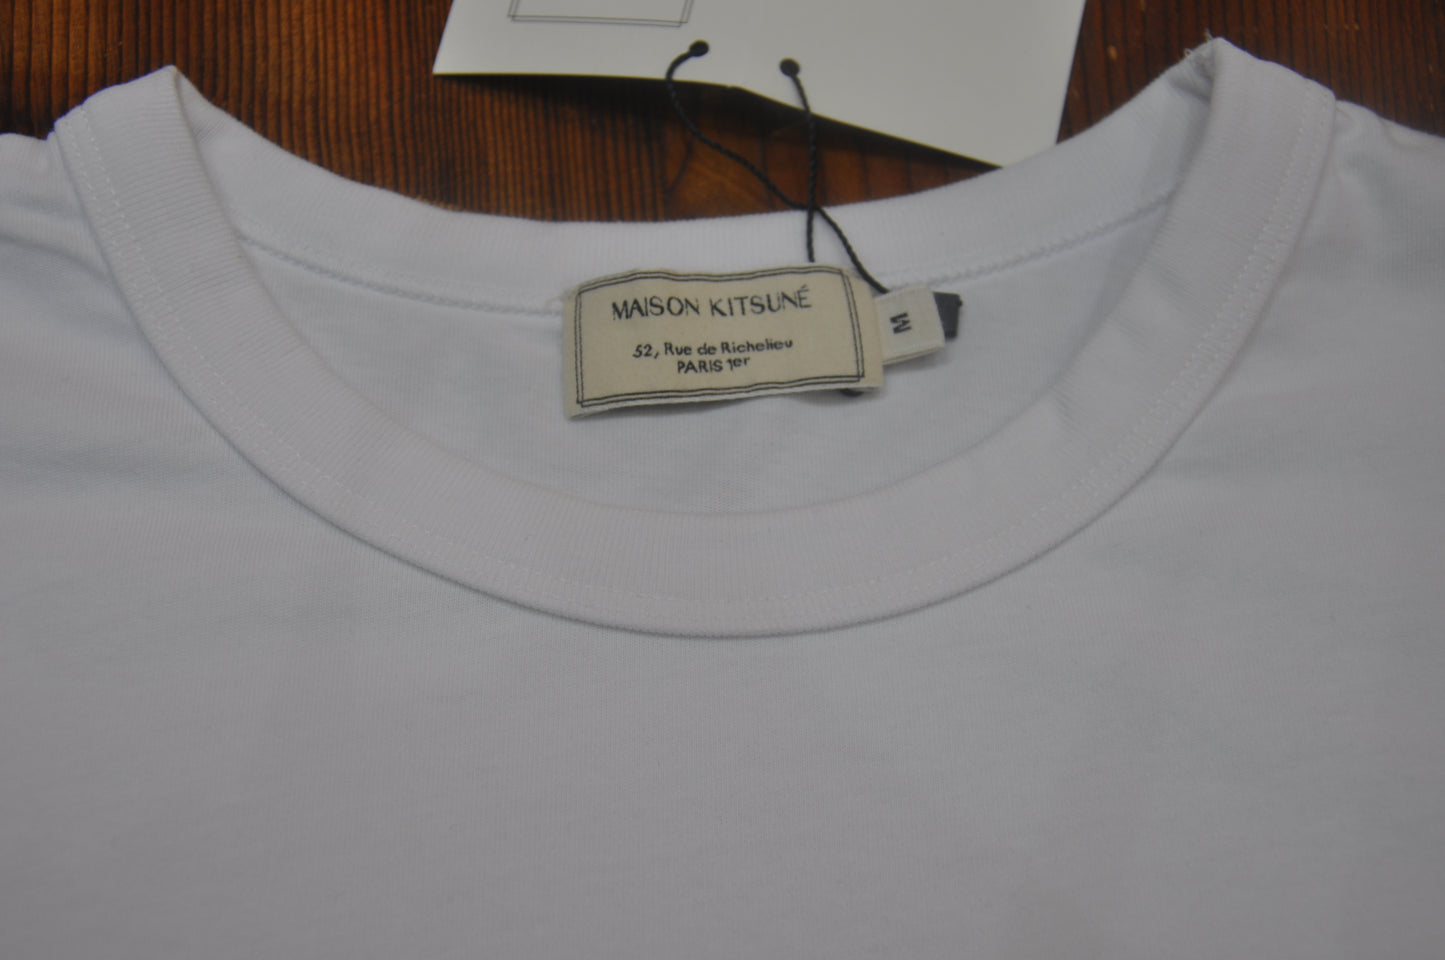 MAISON KITSUNÉ
52, Rue de Richelieu
PARIS 1er
M